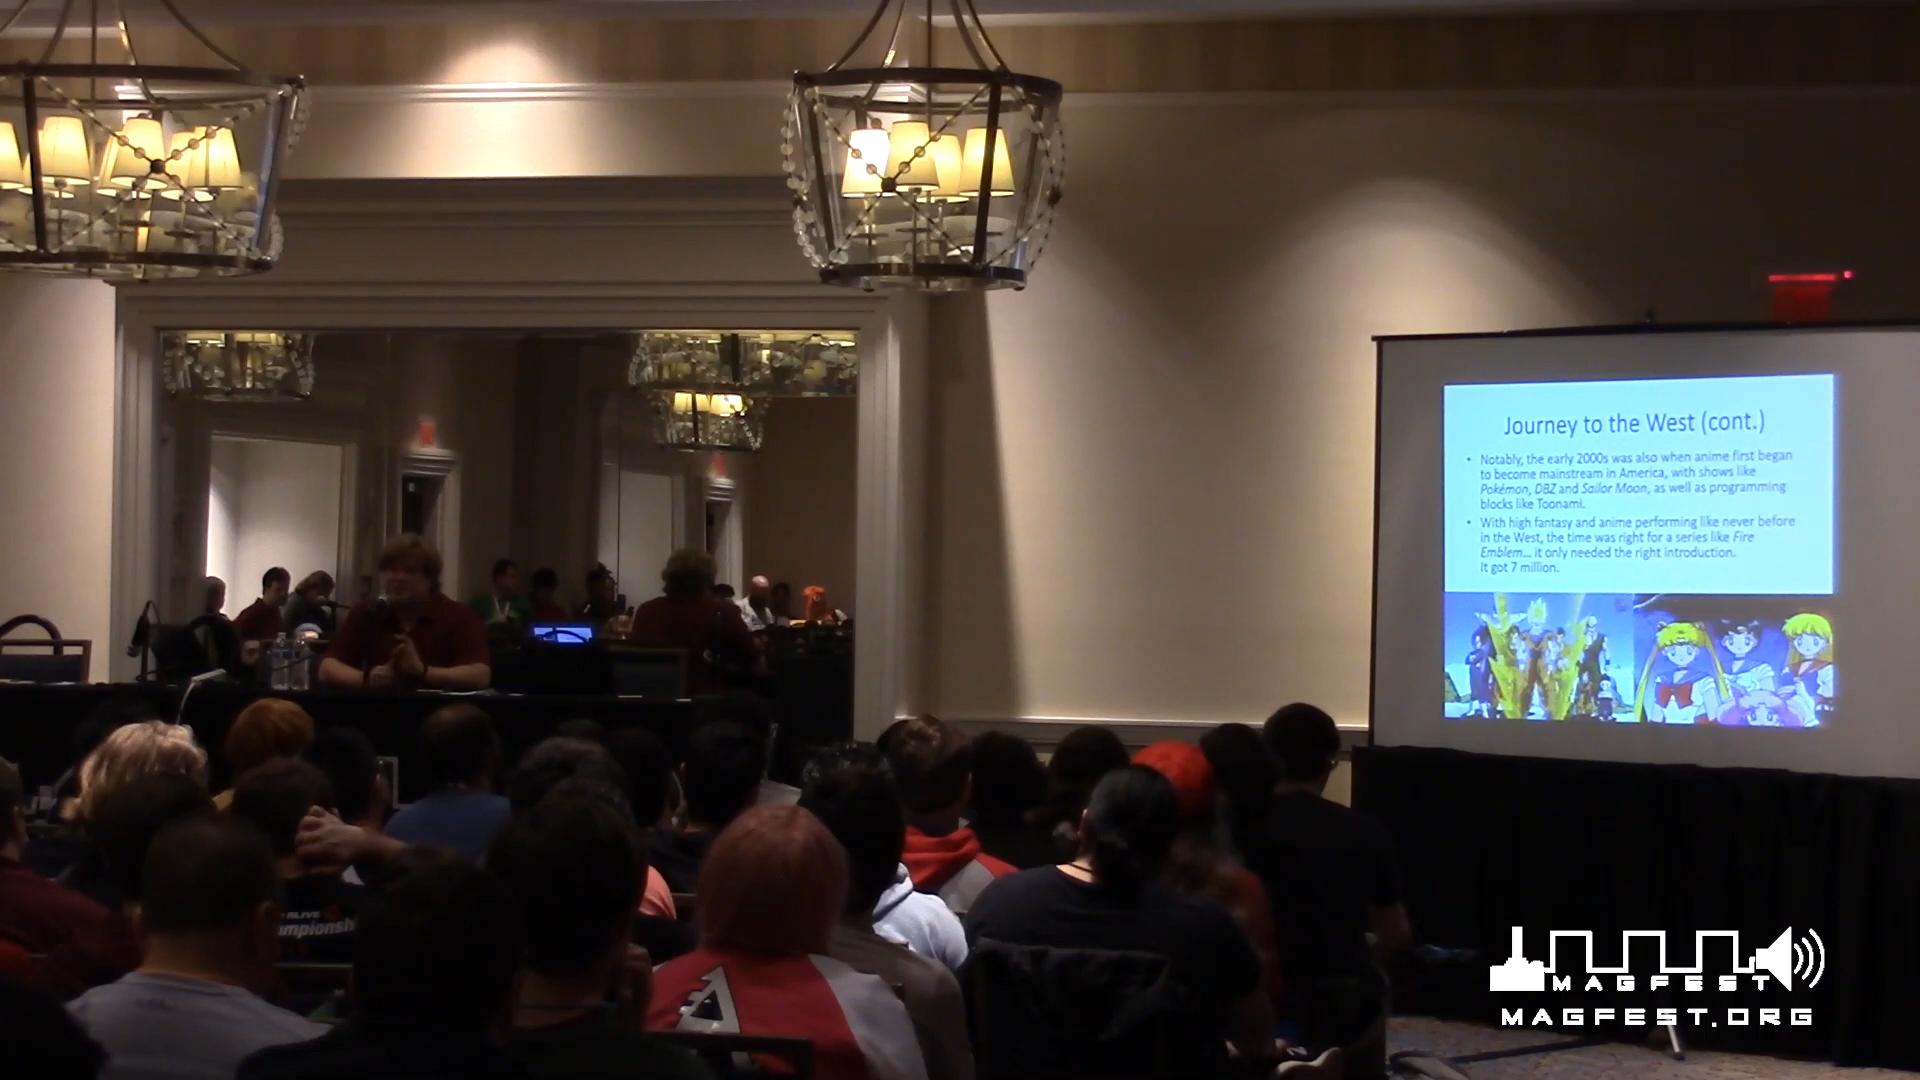 Journey to the West (cont.)
• Notably, the early 2000s was also when anime first began
to become mainstream in America, with shows like
Pokémon, DBZ and Sailor Moon, as well as programming
blocks like Toonami.
• With high fantasy and anime performing like never before
in the West, the time was right for a series like Fire
Emblem... it only needed the right introduction.
It got 7 million.
ALIVE
mpionsh
A
MAGFEST
MAGFEST.ORG